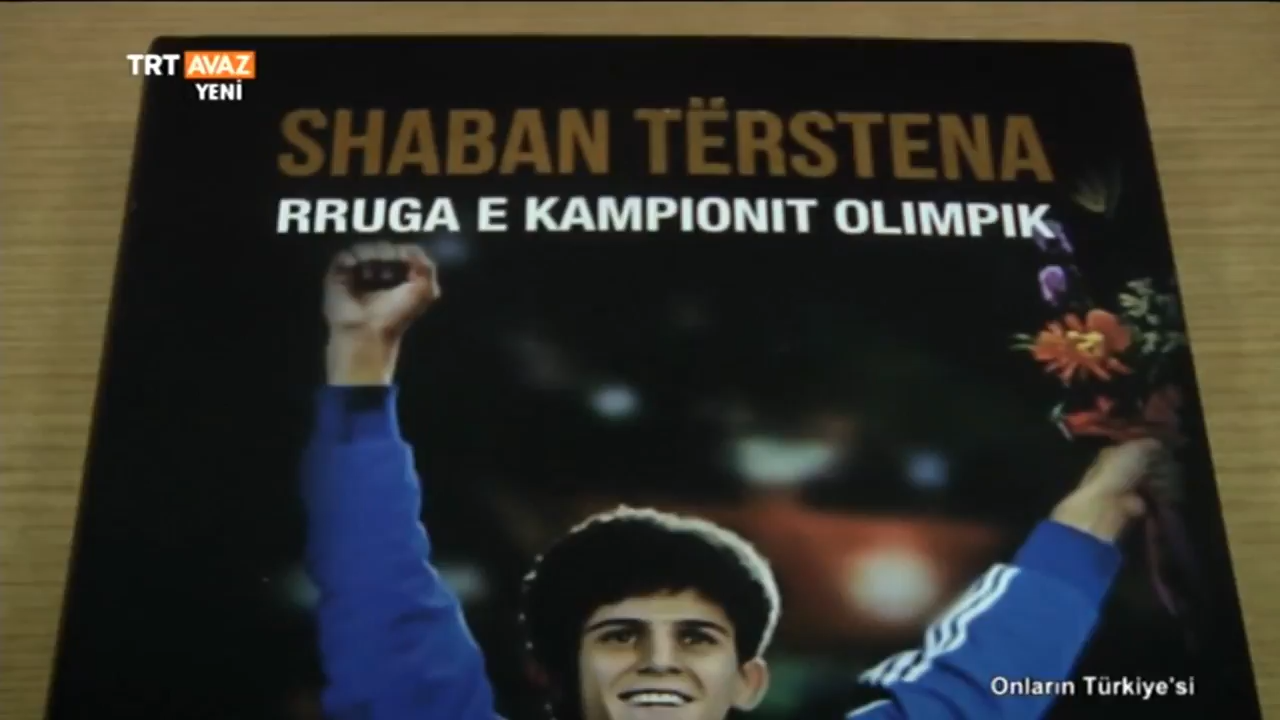 TRT AVAZ
YENİ
SHABAN TËRSTENA
RRUGA E KAMPIONIT OLIMPIK
Onların Türkiye'si